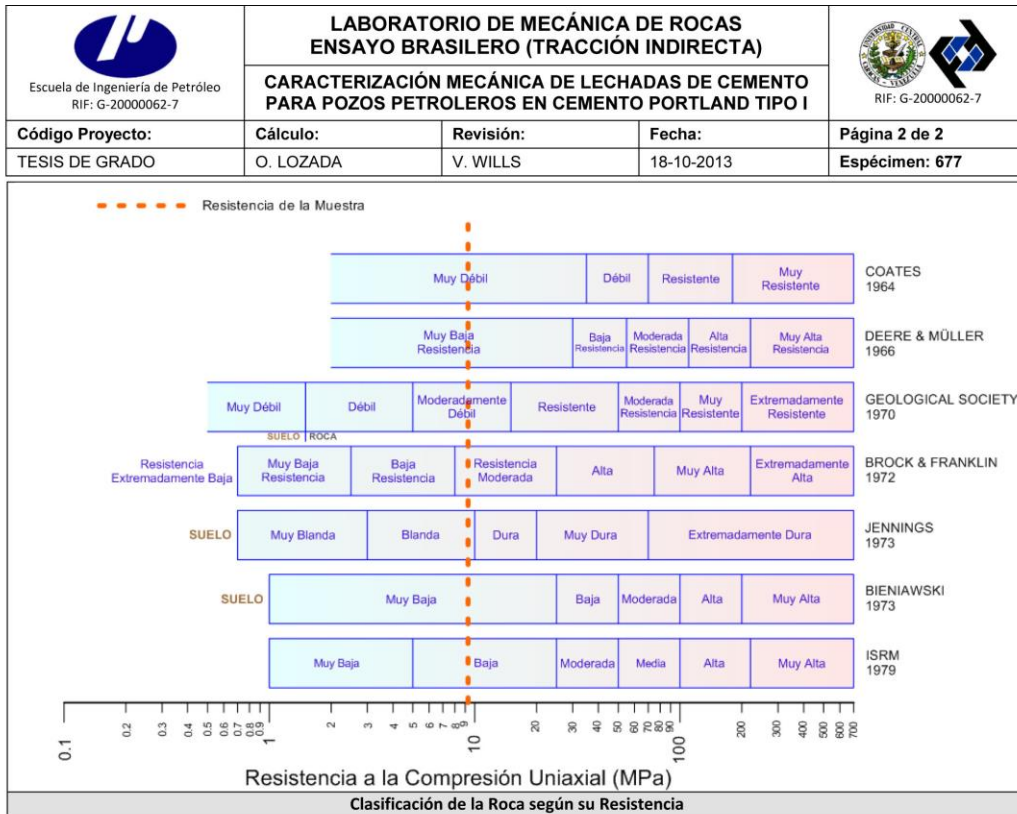 LABORATORIO DE MECÁNICA DE ROCAS
ENSAYO BRASILERO (TRACCIÓN INDIRECTA)
CARACTERIZACIÓN MECÁNICA DE LECHADAS DE CEMENTO
PARA POZOS PETROLEROS EN CEMENTO PORTLAND TIPO I
Escuela de Ingeniería de Petróleo
RIF: G-20000062-7
RIF: G-20000062-7
Código Proyecto:
Cálculo:
Revisión:
Fecha:
Página 2 de 2
TESIS DE GRADO
O. LOZADA
V. WILLS
18-10-2013
Espécimen: 677
Resistencia de la Muestra
Muy Débil
Débil
Resistente
Muy
Resistente
COATES
1964
Muy Baja
Resistencia
Baja
Resistencia
Moderada
Resistencia
Alta
Resistencia
Muy Alta
Resistencia
DEERE & MÜLLER
1966
Muy Débil
Débil
Moderadamente
Débil
Resistente
Moderada
Resistencia
Muy
Resistente
Extremadamente
Resistente
GEOLOGICAL SOCIETY
1970
SUELO
ROCA
Resistencia
Extremadamente Baja
Muy Baja
Resistencia
Baja
Resistencia
Resistencia
Moderada
Alta
Muy Alta
Extremadamente
Alta
BROCK & FRANKLIN
1972
SUELO
Muy Blanda
Blanda
Dura
Muy Dura
Extremadamente Dura
JENNINGS
1973
SUELO
Muy Baja
Baja
Moderada
Alta
Muy Alta
BIENIAWSKI
1973
Muy Baja
Baja
Moderada
Media
Alta
Muy Alta
ISRM
1979
0.1
0.2
0.3
0.4
0.5
0.6
0.7
0.8
0.9
1
2
3
4
5
6
7
8
9
10
20
30
40
50
60
70
80
90
100
200
300
400
500
600
700
Resistencia a la Compresión Uniaxial (MPa)
Clasificación de la Roca según su Resistencia